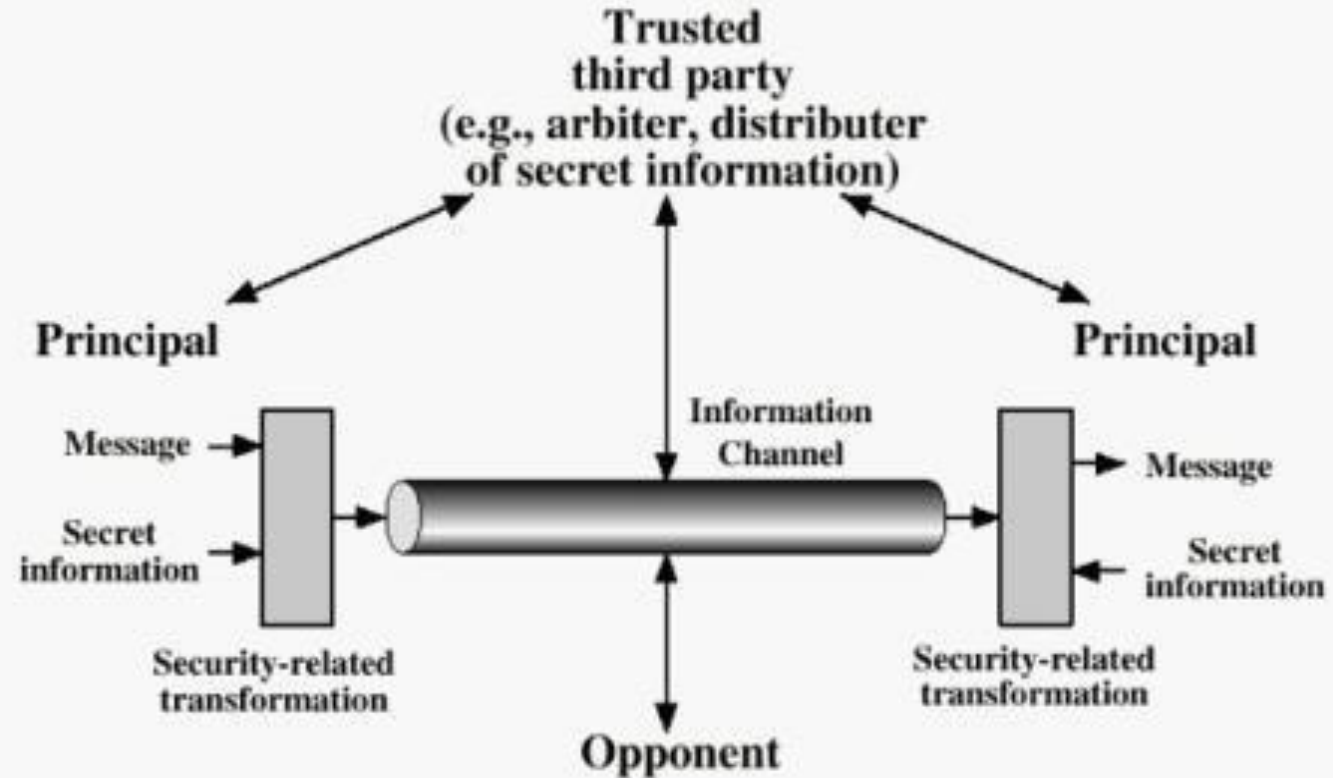 Trusted
third party
(e.g., arbiter, distributer
of secret information)
Principal
Principal
Message
Information
Channel
Message
Secret
information
Secret
information
Security-related
transformation
Security-related
transformation
Opponent